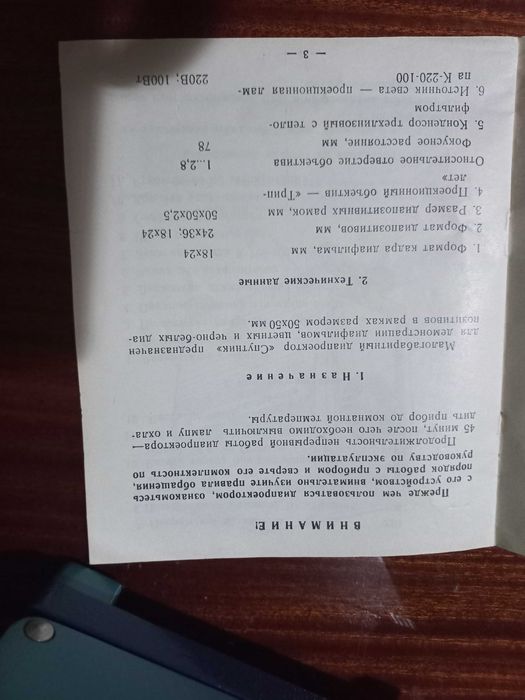 ВНИМАНИЕ!
Прежде чем пользоваться диапроектором, ознакомьтесь
с его устройством, внимательно изучите правила обращения,
порядок работы с прибором и сверьте его комплектность по
руководству по эксплуатации.
Продолжительность непрерывной работы диапроектора—
45 минут, после чего необходимо выключить лампу и охла-
дить прибор до комнатной температуры.
1. Назначение
Малогабаритный диапроектор «Спутник» предназначен
для демонстрации диафильмов, цветных и черно-белых диа-
позитивов в рамках размером 50х50 мм.
2. Технические данные
1. Формат кадра диафильма, мм 18х24
2. Формат диапозитивов, мм 24х36; 18х24
3. Размер диапозитивных рамок, мм 50х50х2,5
4. Проекционный объектив — «Трип-
лет»
Относительное отверстие объектива 1...2,8
Фокусное расстояние, мм 78
5. Конденсор трехлинзовый с тепло-
фильтром
6. Источник света — проекционная лам-
па К-220-100 220В; 100Вт
— 3 —